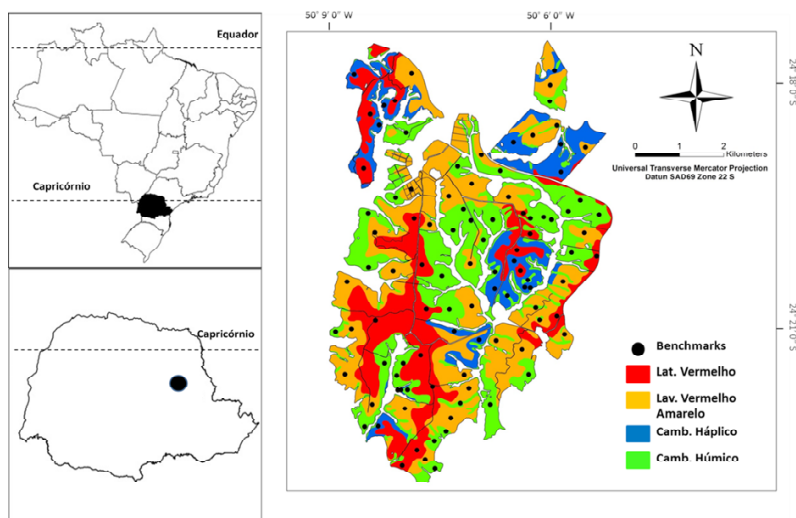 Equador
Capricórnio
Capricórnio
50° 9' 0" W
50° 6' 0" W
24° 18' 0" S
24° 21' 0" S
N
0 1 2
Kilometers
Universal Transverse Mercator Projection
Datun SAD69 Zone 22 S
Benchmarks
Lat. Vermelho
Lav. Vermelho
Amarelo
Camb. Háplico
Camb. Húmico